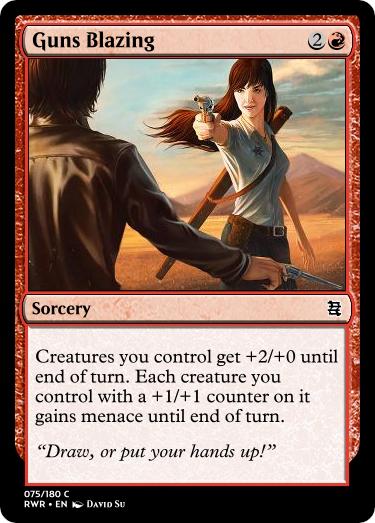 Guns Blazing 2
Sorcery
Creatures you control get +2/+0 until
end of turn. Each creature you
control with a +1/+1 counter on it
gains menace until end of turn.
“Draw, or put your hands up!”
075/180 C
RWR • EN David Su